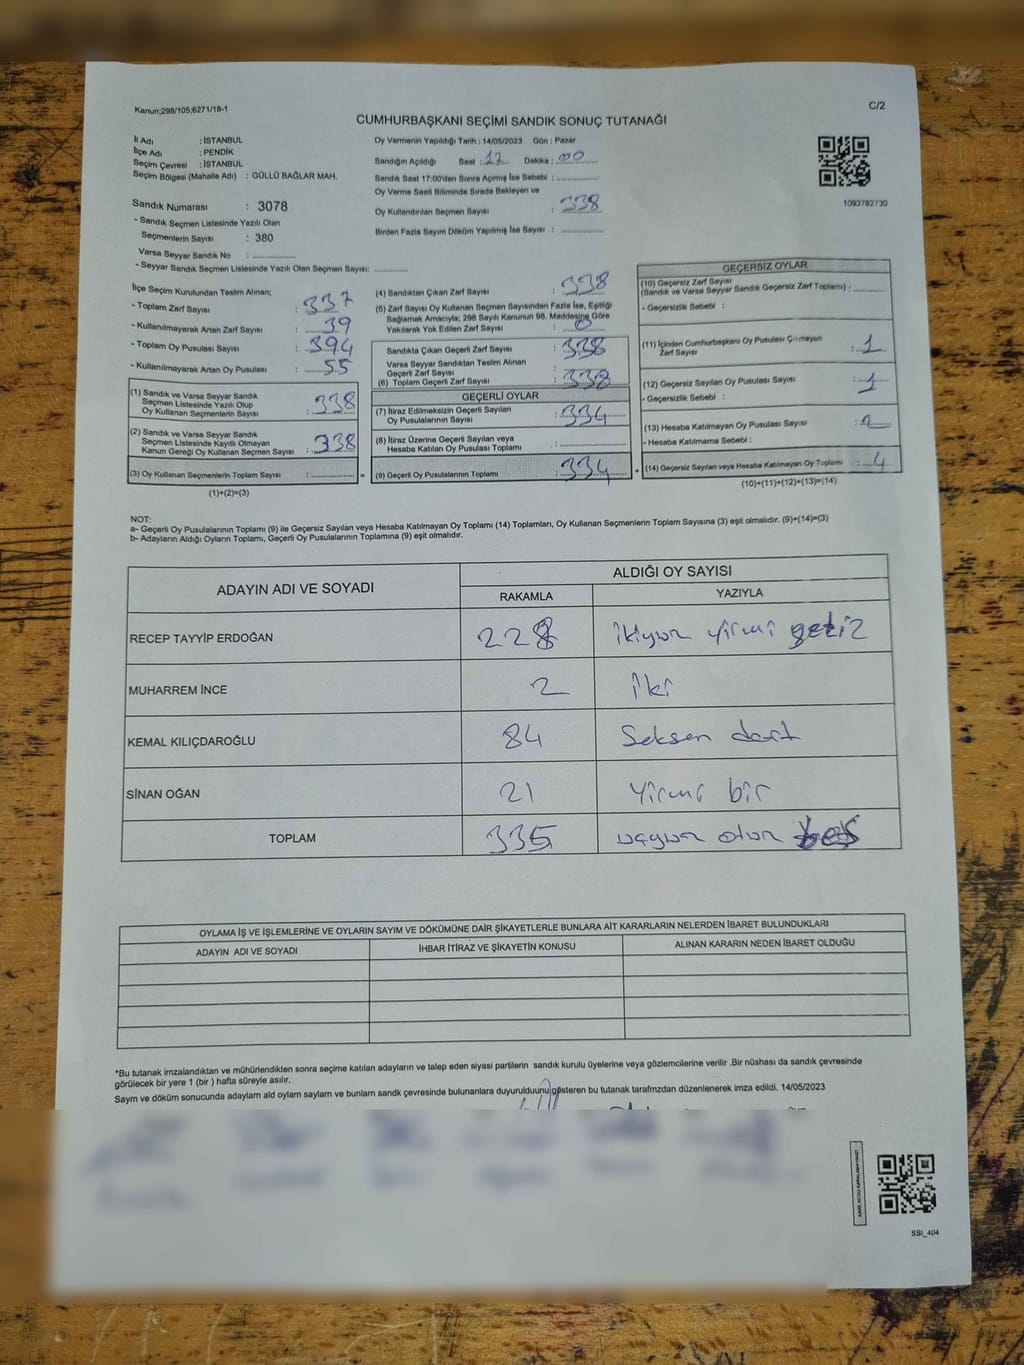 Kanun;298/105;6271/18-1
C/2
CUMHURBAŞKANI SEÇİMİ SANDIK SONUÇ TUTANAĞI
İl Adı : İSTANBUL
İlçe Adı : PENDİK
Seçim Çevresi : İSTANBUL
Seçim Bölgesi (Mahalle Adı) : GÜLLÜ BAĞLAR MAH.
Sandık Numarası : 3078
- Sandık Seçmen Listesinde Yazılı Olan
Seçmenlerin Sayısı : 380
Varsa Seyyar Sandık No :
- Seyyar Sandık Seçmen Listesinde Yazılı Olan Seçmen Sayısı:
Oy Vermenin Yapıldığı Tarih : 14/05/2023 Gün : Pazar
Sandığın Açıldığı Saat : 17 Dakika : 00
Sandık Saat 17:00'den Sonra Açımış İse Sebebi :
Oy Verme Saati Bitiminde Sırada Bekleyen ve
Oy Kullandırılan Seçmen Sayısı : 338
Birden Fazla Sayım Döküm Yapılmış İse Sayısı :
1093782730
İlçe Seçim Kurulundan Teslim Alınan;
- Toplam Zarf Sayısı : 337
- Kullanılmayarak Artan Zarf Sayısı : 39
- Toplam Oy Pusulası Sayısı : 394
- Kullanılmayarak Artan Oy Pusulası : 55
(1) Sandık ve Varsa Seyyar Sandık
Seçmen Listesinde Yazılı Olup
Oy Kullanan Seçmenlerin Sayısı : 338
(2) Sandık ve Varsa Seyyar Sandık
Seçmen Listesinde Kayıtlı Olmayan
Kanun Gereği Oy Kullanan Seçmen Sayısı : 338
(3) Oy Kullanan Seçmenlerin Toplam Sayısı : =
(1)+(2)=(3)
(4) Sandıktan Çıkan Zarf Sayısı : 338
(5) Zarf Sayısı Oy Kullanan Seçmen Sayısından Fazla İse, Eşitliği
Sağlamak Amacıyla; 298 Sayılı Kanunun 98. Maddesine Göre
Yakılarak Yok Edilen Zarf Sayısı : 0
Sandıkta Çıkan Geçerli Zarf Sayısı : 338
Varsa Seyyar Sandıktan Teslim Alınan
Geçerli Zarf Sayısı :
(6) Toplam Geçerli Zarf Sayısı : 338
GEÇERLİ OYLAR
(7) İtiraz Edilmeksizin Geçerli Sayılan
Oy Pusulalarının Sayısı : 334
(8) İtiraz Üzerine Geçerli Sayılan veya
Hesaba Katılan Oy Pusulası Toplamı :
(9) Geçerli Oy Pusulalarının Toplamı : 334 +
GEÇERSİZ OYLAR
(10) Geçersiz Zarf Sayısı
(Sandık ve Varsa Seyyar Sandık Geçersiz Zarf Toplamı) :
- Geçersizlik Sebebi :
(11) İçinden Cumhurbaşkanı Oy Pusulası Çıkmayan
Zarf Sayısı : 1
(12) Geçersiz Sayılan Oy Pusulası Sayısı : 1
- Geçersizlik Sebebi :
(13) Hesaba Katılmayan Oy Pusulası Sayısı : 2
- Hesaba Katılmama Sebebi :
(14) Geçersiz Sayılan veya Hesaba Katılmayan Oy Toplamı : 4
(10)+(11)+(12)+(13)=(14)
NOT:
a- Geçerli Oy Pusulalarının Toplamı (9) ile Geçersiz Sayılan veya Hesaba Katılmayan Oy Toplamı (14) Toplamları, Oy Kullanan Seçmenlerin Toplam Sayısına (3) eşit olmalıdır. (9)+(14)=(3)
b- Adayların Aldığı Oyların Toplamı, Geçerli Oy Pusulalarının Toplamına (9) eşit olmalıdır.
ADAYIN ADI VE SOYADI
ALDIĞI OY SAYISI
RAKAMLA YAZIYLA
RECEP TAYYİP ERDOĞAN 228 ikiyüz yirmi sekiz
MUHARREM İNCE 2 iki
KEMAL KILIÇDAROĞLU 84 Seksen dört
SİNAN OĞAN 21 Yirmi bir
TOPLAM 335 üçyüz otuz beş
OYLAMA İŞ VE İŞLEMLERİNE VE OYLARIN SAYIM VE DÖKÜMÜNE DAİR ŞİKAYETLERLE BUNLARA AİT KARARLARIN NELERDEN İBARET BULUNDUKLARI
ADAYIN ADI VE SOYADI İHBAR İTİRAZ VE ŞİKAYETİN KONUSU ALINAN KARARIN NEDEN İBARET OLDUĞU
*Bu tutanak imzalandıktan ve mühürlendikten sonra seçime katılan adayların ve talep eden siyasi partilerin sandık kurulu üyelerine veya gözlemcilerine verilir .Bir nüshası da sandık çevresinde
görülecek bir yere 1 (bir ) hafta süreyle asılır.
Sayım ve döküm sonucunda adayların aldı oyların sayıları ve bunların sandk çevresinde bulunanlara duyurulduunu gösteren bu tutanak tarafmzdan düzenlenerek imza edildi. 14/05/2023
SSI_404